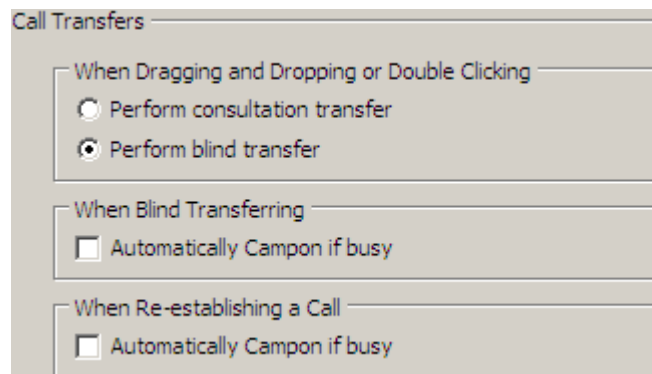 Call Transfers
When Dragging and Dropping or Double Clicking
Perform consultation transfer
Perform blind transfer
When Blind Transferring
Automatically Campon if busy
When Re-establishing a Call
Automatically Campon if busy